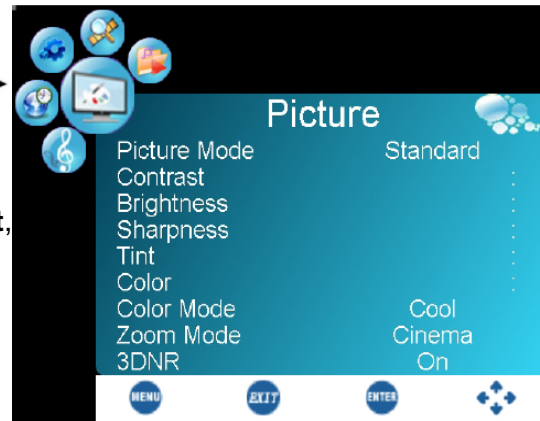 Picture
Picture Mode Standard
Contrast :
Brightness :
Sharpness :
Tint :
Color :
Color Mode Cool
Zoom Mode Cinema
3DNR On
MENU EXIT ENTER